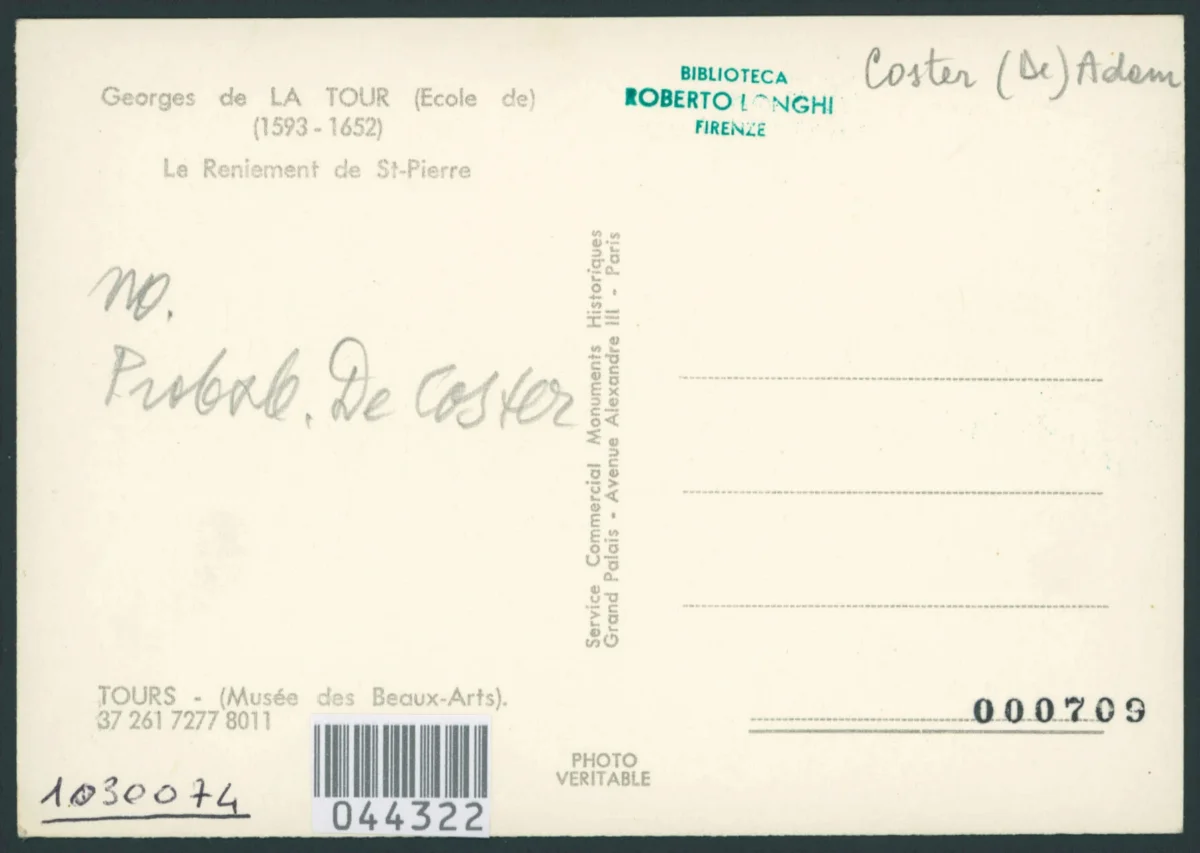 Georges de LA TOUR (Ecole de)
(1593 - 1652)
Le Reniement de St-Pierre
BIBLIOTECA
ROBERTO LONGHI
FIRENZE
Coster (De) Adam
no.
Probab. De Coster
Service Commercial Monuments Historiques
Grand Palais - Avenue Alexandre III - Paris
TOURS - (Musée des Beaux-Arts).
37 261 7277 8011
1030074
044322
PHOTO
VERITABLE
000709